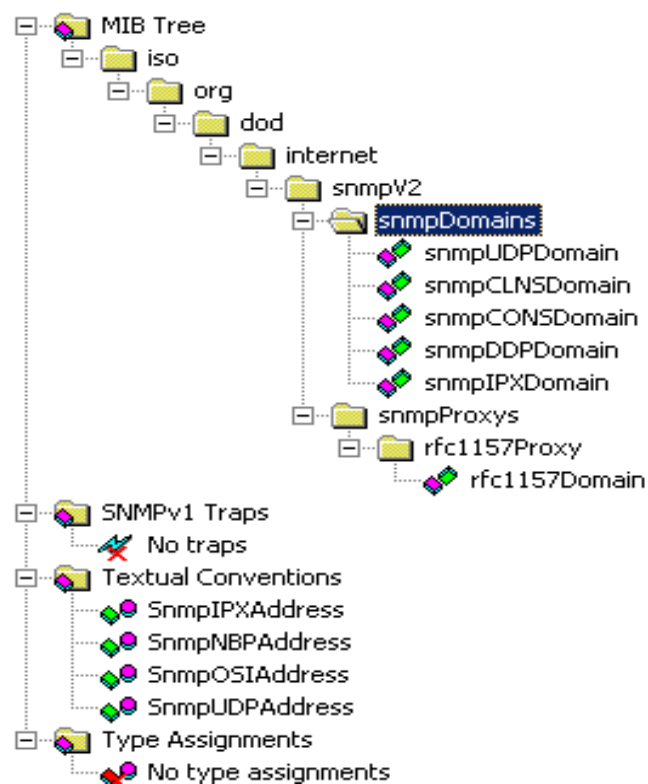 MIB Tree
iso
org
dod
internet
snmpV2
snmpDomains
snmpUDPDomain
snmpCLNSDomain
snmpCONSDomain
snmpDDPDomain
snmpIPXDomain
snmpProxys
rfc1157Proxy
rfc1157Domain
SNMPv1 Traps
No traps
Textual Conventions
SnmpIPXAddress
SnmpNBPAddress
SnmpOSIAddress
SnmpUDPAddress
Type Assignments
No type assignments